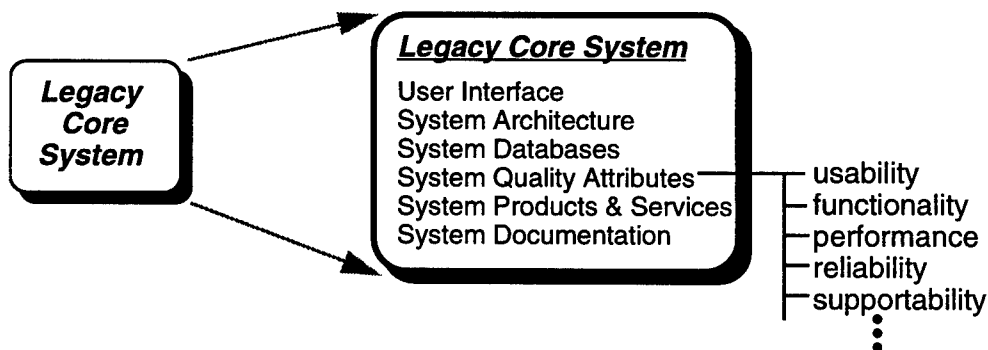 Legacy
Core
System
Legacy Core System
User Interface
System Architecture
System Databases
System Quality Attributes
System Products & Services
System Documentation
usability
functionality
performance
reliability
supportability